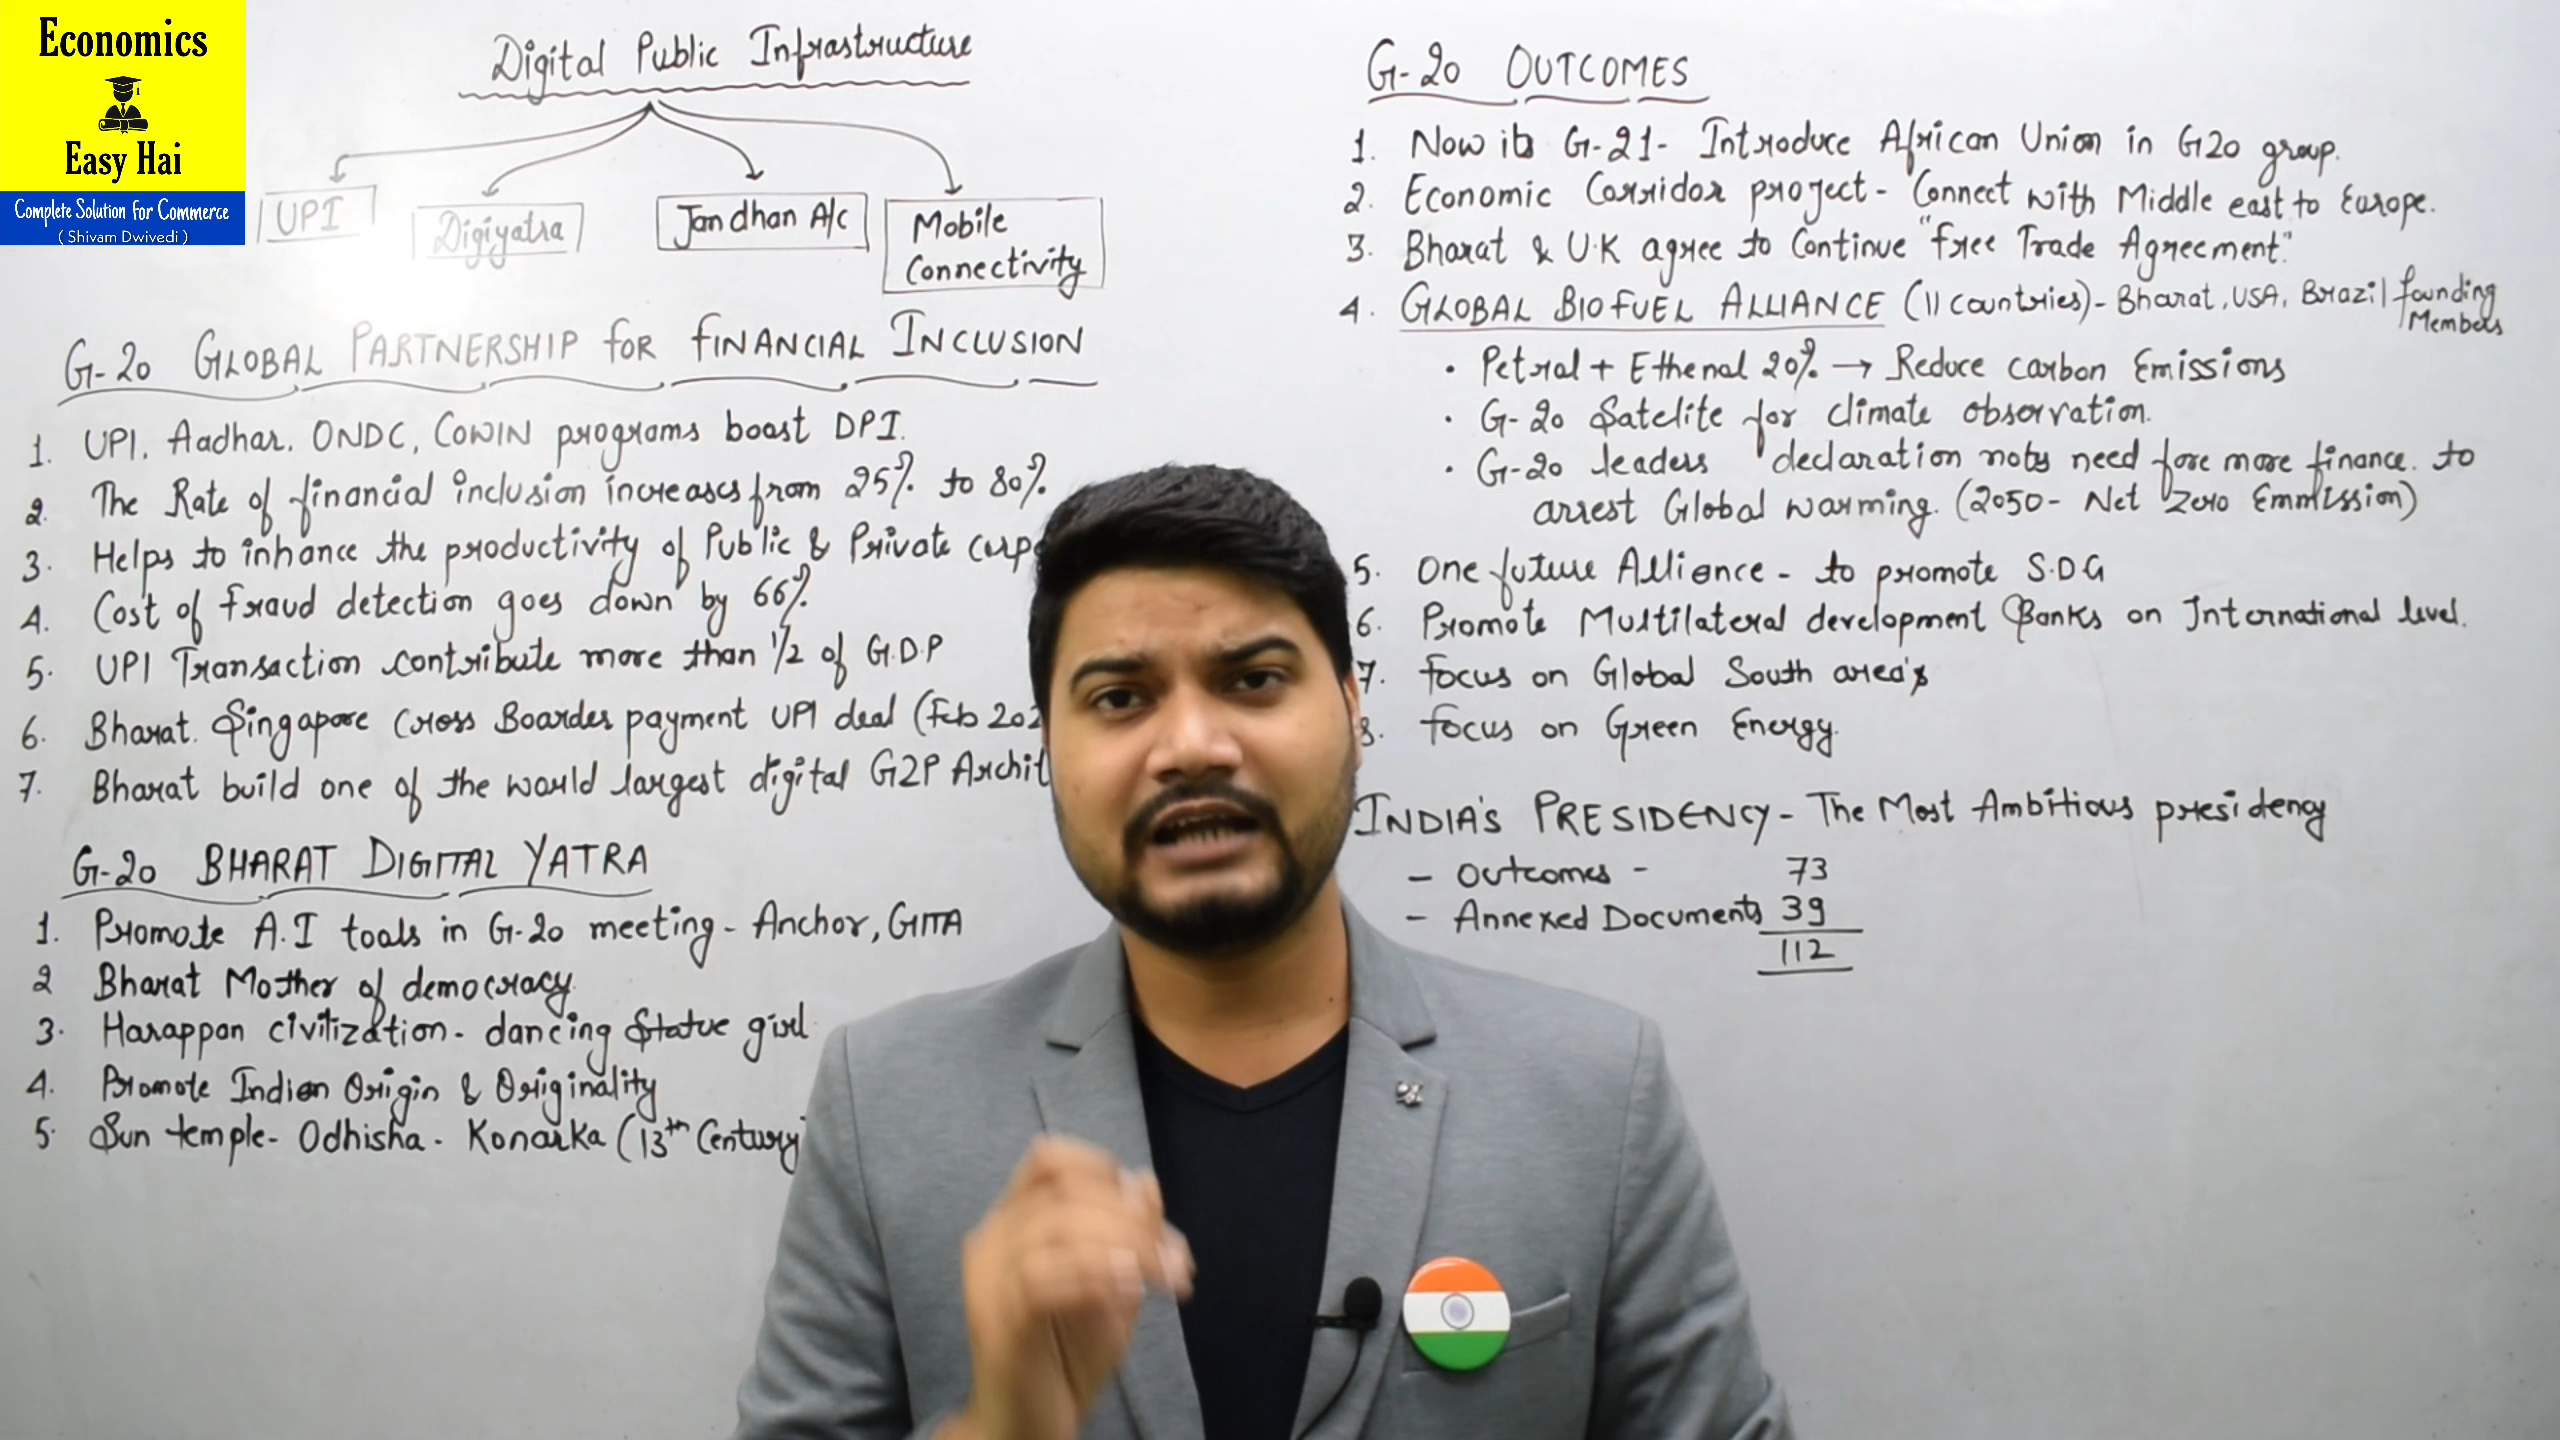 Economics
Easy Hai
Complete Solution for Commerce
( Shivam Dwivedi )
Digital Public Infrastructure
UPI
Digiyatra
Jandhan A/c
Mobile
Connectivity
G-20 GLOBAL PARTNERSHIP FOR FINANCIAL INCLUSION
1. UPI, Aadhar, ONDC, COWIN programs boost DPI.
2. The Rate of financial inclusion increases from 25% to 80%
3. Helps to inhance the productivity of Public & Private
4. Cost of fraud detection goes down by 66%
5. UPI Transaction contribute more than 1/2 of G.D.P
6. Bharat. Singapore Cross Boarder payment UPI deal (Feb
7. Bharat build one of the world largest digital G2P
G-20 BHARAT DIGITAL YATRA
1. Promote A.I tools in G-20 meeting - Anchor, GITA
2 Bharat Mother of democracy
3. Harappan civilization - dancing Statue girl
4. Promote Indian Origin & Originality
5. Sun temple - Odhisha - Konarka (13th Century)
G-20 OUTCOMES
1. Now its G-21 - Introduce African Union in G20 group.
2. Economic Corridor project - Connect with Middle east to Europe.
3. Bharat & U.K agree to Continue "free Trade Agreement."
4. GLOBAL BIOFUEL ALLIANCE (11 countries) - Bharat, USA, Brazil founding
Members
• Petrol + Ethenal 20% → Reduce carbon Emissions
• G-20 Satelite for climate obsorvation.
• G-20 leaders declaration nots need fore more finance. to
arrest Global warming. (2050 - Net Zero Emmission)
5. One future Alliance - to promote S.D.G
6. Promote Multilateral development Banks on International level.
7. focus on Global South area's
8. focus on Green Energy.
INDIA'S PRESIDENCY - The Most Ambitious presidency
- Outcomes - 73
- Annexed Documents 39
112